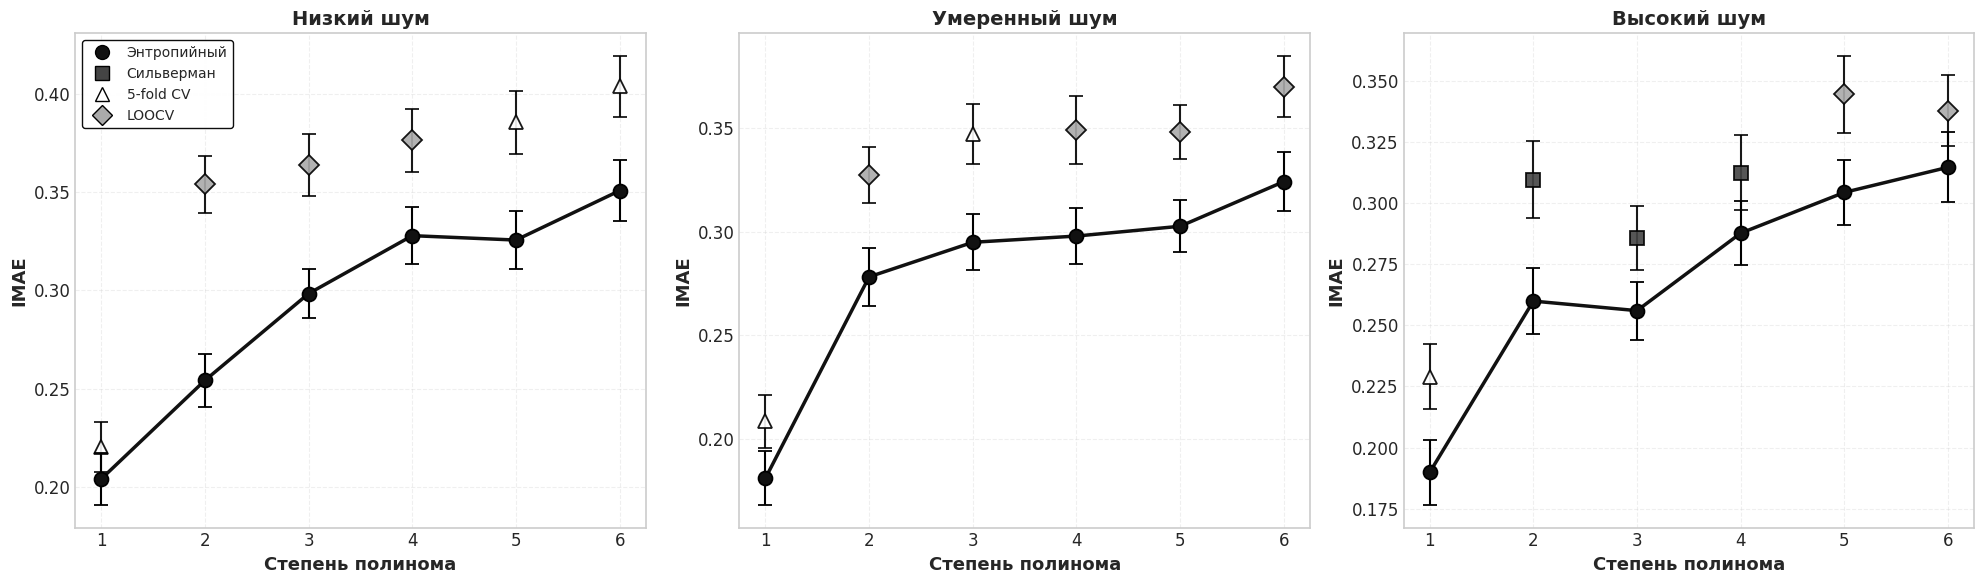 Низкий шум
Энтропийный
Сильверман
5-fold CV
LOOCV
IMAE
0.40
0.35
0.30
0.25
0.20
1 2 3 4 5 6
Степень полинома
Умеренный шум
IMAE
0.35
0.30
0.25
0.20
1 2 3 4 5 6
Степень полинома
Высокий шум
IMAE
0.350
0.325
0.300
0.275
0.250
0.225
0.200
0.175
1 2 3 4 5 6
Степень полинома